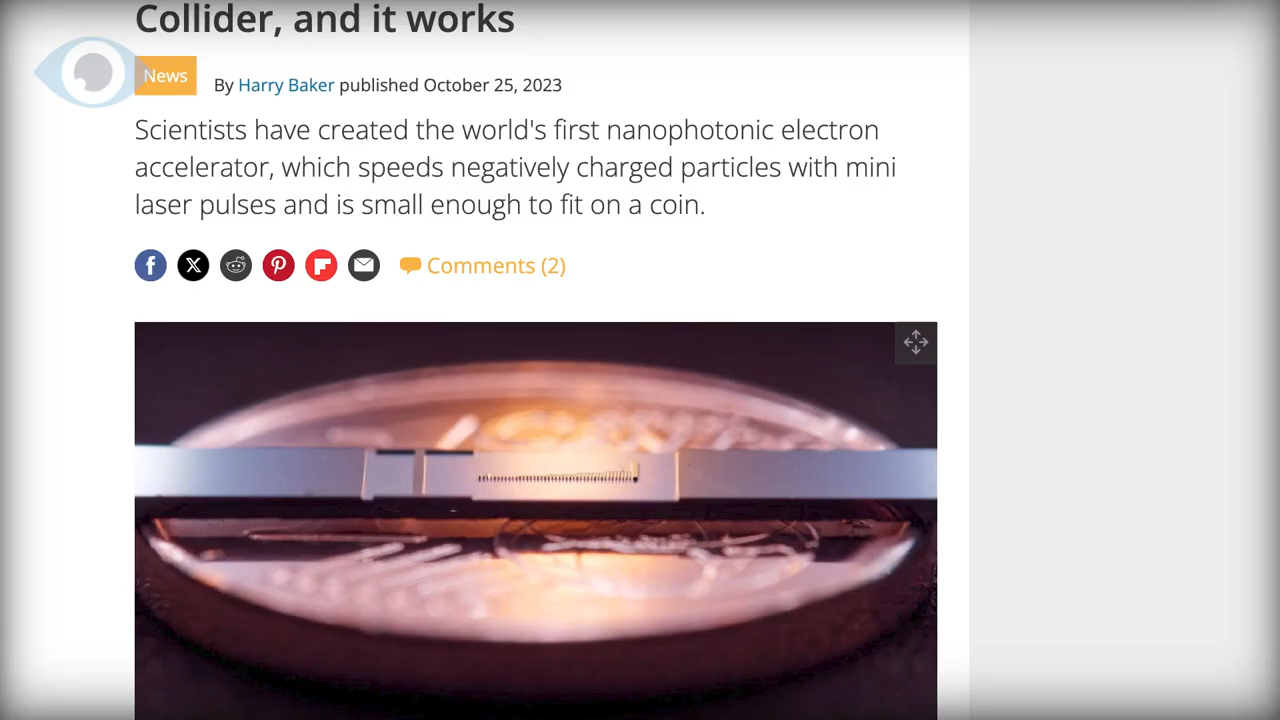 Collider, and it works
News
By Harry Baker published October 25, 2023
Scientists have created the world's first nanophotonic electron
accelerator, which speeds negatively charged particles with mini
laser pulses and is small enough to fit on a coin.
Comments (2)